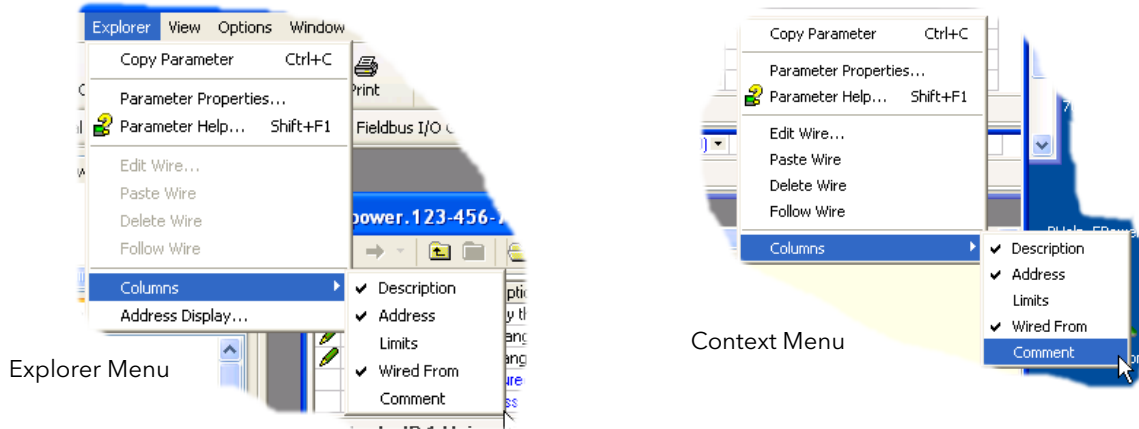 Explorer View Options Window
Copy Parameter Ctrl+C
Parameter Properties...
Parameter Help... Shift+F1
Edit Wire...
Paste Wire
Delete Wire
Follow Wire
Columns
Address Display...
Print
Fieldbus I/O
power.123-456-
Description
Address
Limits
Wired From
Comment
Explorer Menu
Copy Parameter Ctrl+C
Parameter Properties...
Parameter Help... Shift+F1
Edit Wire...
Paste Wire
Delete Wire
Follow Wire
Columns
Description
Address
Limits
Wired From
Comment
Context Menu